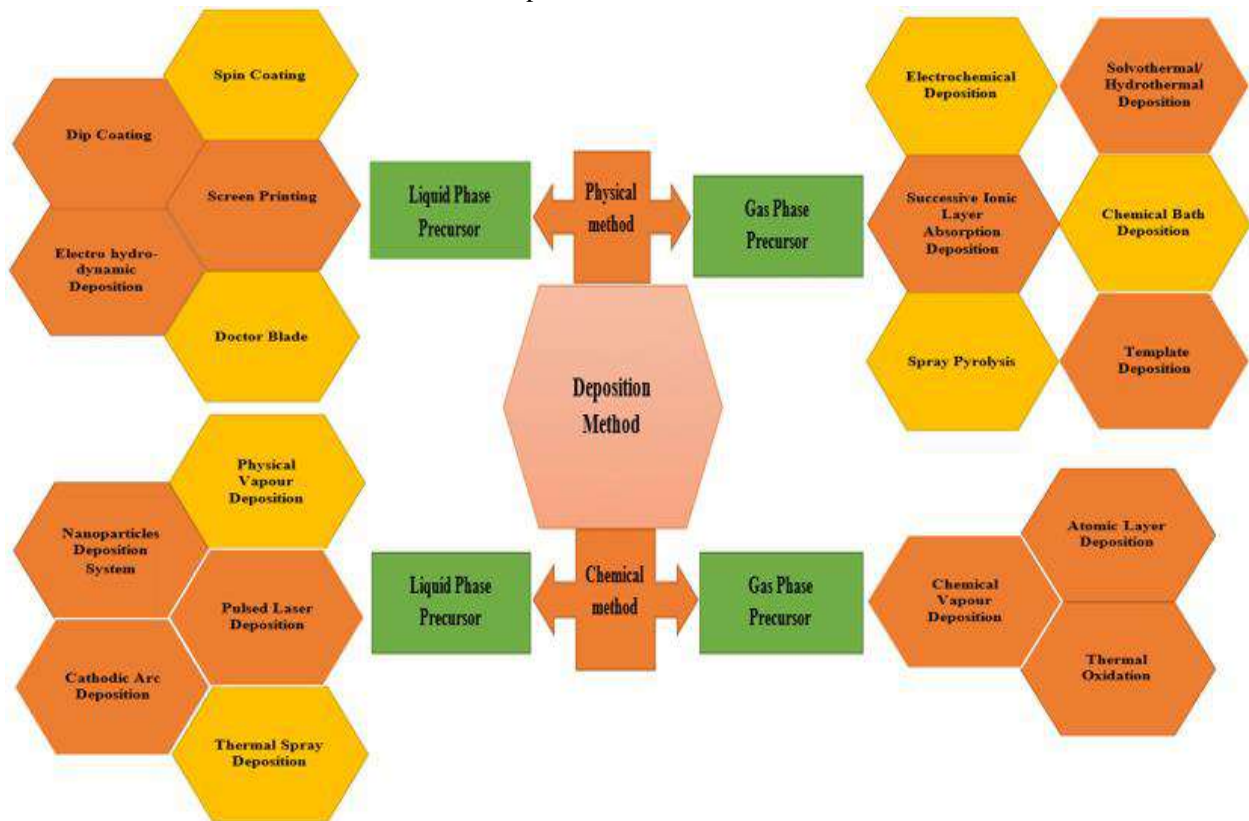 Spin Coating
Dip Coating
Screen Printing
Electro hydro-
dynamic
Deposition
Doctor Blade
Liquid Phase
Precursor
Physical
method
Gas Phase
Precursor
Electrochemical
Deposition
Solvothermal/
Hydrothermal
Deposition
Successive Ionic
Layer
Absorption
Deposition
Chemical Bath
Deposition
Spray Pyrolysis
Template
Deposition
Deposition
Method
Physical
Vapour
Deposition
Nanoparticles
Deposition
System
Pulsed Laser
Deposition
Cathodic Arc
Deposition
Thermal Spray
Deposition
Liquid Phase
Precursor
Chemical
method
Gas Phase
Precursor
Atomic Layer
Deposition
Chemical
Vapour
Deposition
Thermal
Oxidation